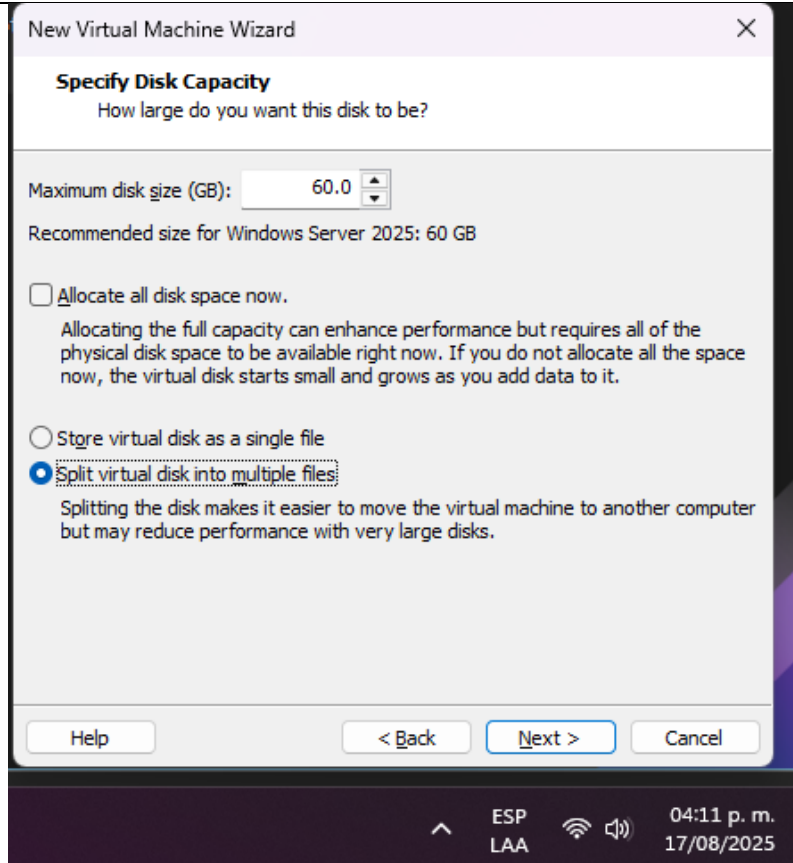 New Virtual Machine Wizard
Specify Disk Capacity
How large do you want this disk to be?
Maximum disk size (GB): 60.0
Recommended size for Windows Server 2025: 60 GB
Allocate all disk space now.
Allocating the full capacity can enhance performance but requires all of the
physical disk space to be available right now. If you do not allocate all the space
now, the virtual disk starts small and grows as you add data to it.
Store virtual disk as a single file
Split virtual disk into multiple files
Splitting the disk makes it easier to move the virtual machine to another computer
but may reduce performance with very large disks.
Help < Back Next > Cancel
ESP 04:11 p. m.
LAA 17/08/2025